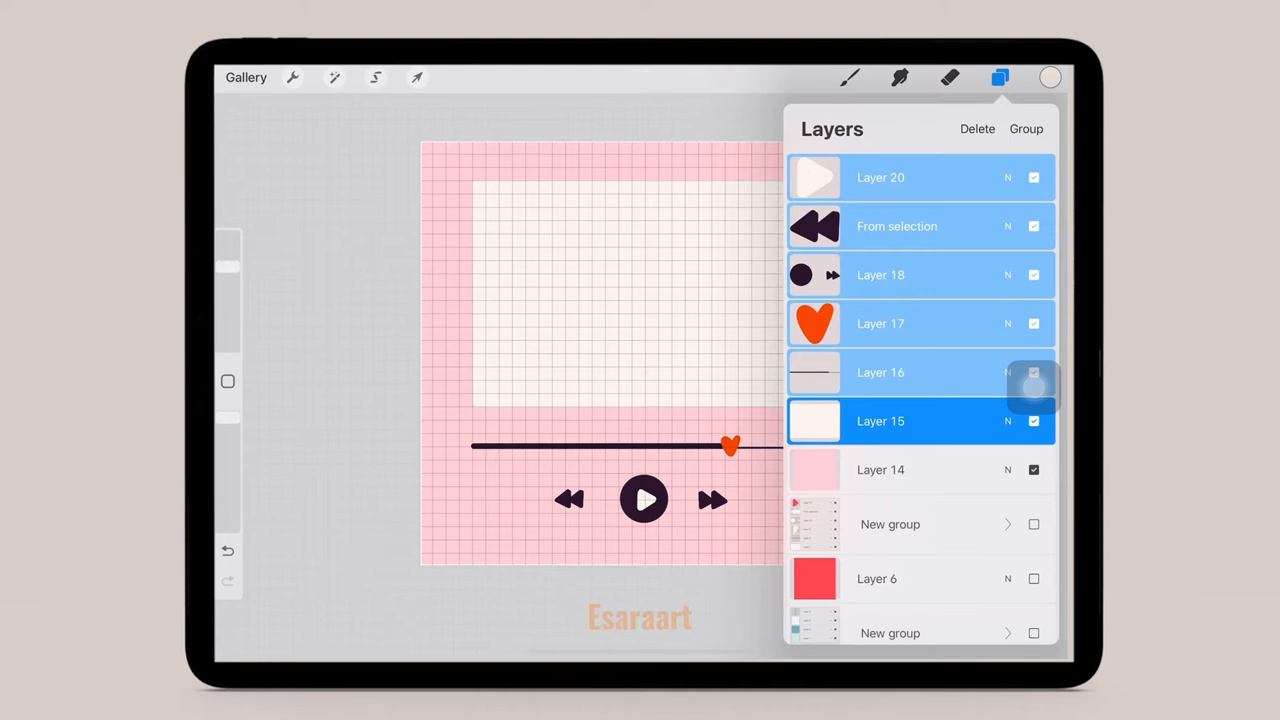 Gallery
Layers
Delete
Group
Layer 20
N
From selection
N
Layer 18
N
Layer 17
N
Layer 16
N
Layer 15
N
Layer 14
N
New group
Layer 6
N
New group
Esaraart